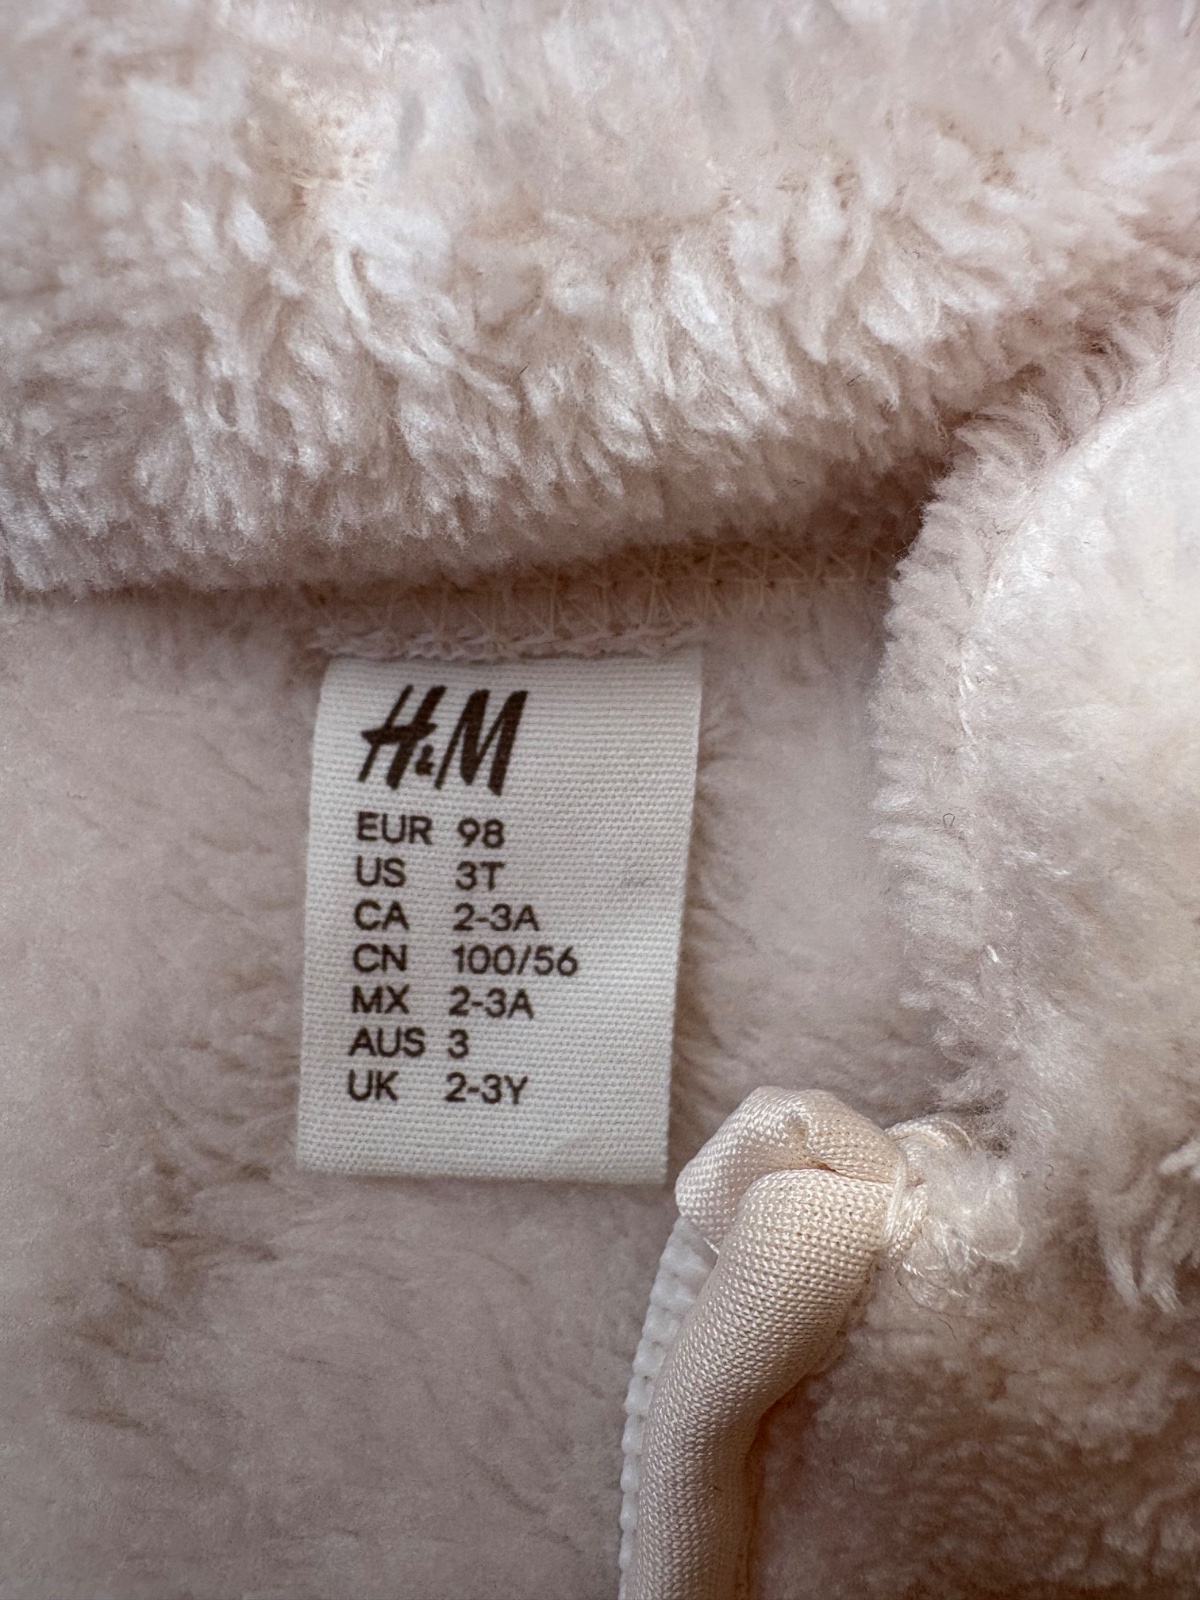 H&M
EUR 98
US 3T
CA 2-3A
CN 100/56
MX 2-3A
AUS 3
UK 2-3Y